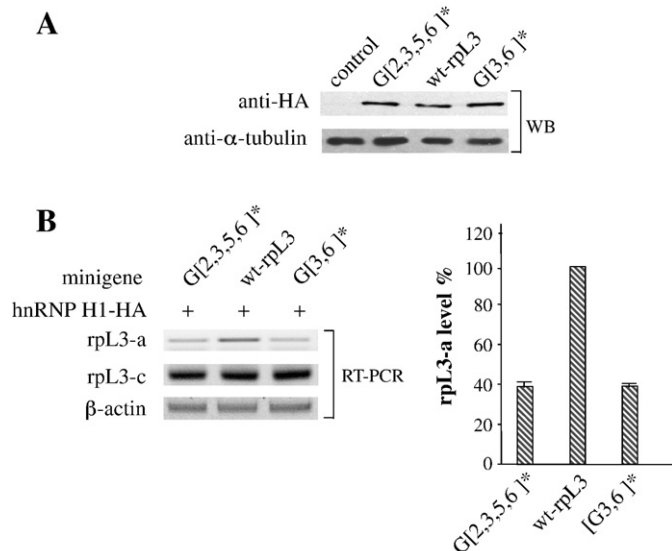 A
control
G[2,3,5,6]*
wt-rpL3
G[3,6]*
anti-HA
anti-α-tubulin
WB
B
minigene
G[2,3,5,6]*
wt-rpL3
G[3,6]*
hnRNP H1-HA + + +
rpL3-a
rpL3-c
β-actin
RT-PCR
rpL3-a level %
120
100
80
60
40
20
0
G[2,3,5,6]*
wt-rpL3
[G3,6]*